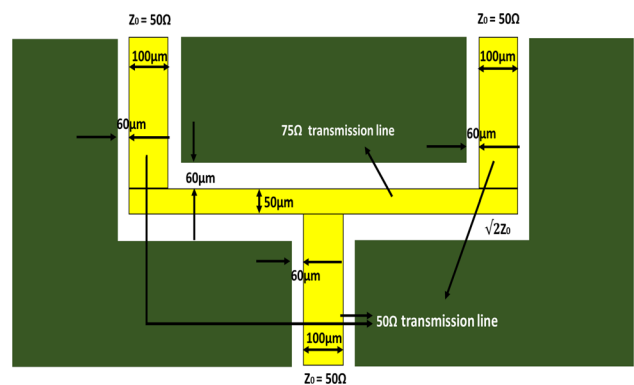 Z₀ = 50Ω
Z₀ = 50Ω
100µm
100µm
60µm
75Ω transmission line
60µm
60µm
50µm
√2Z₀
60µm
50Ω transmission line
100µm
Z₀ = 50Ω